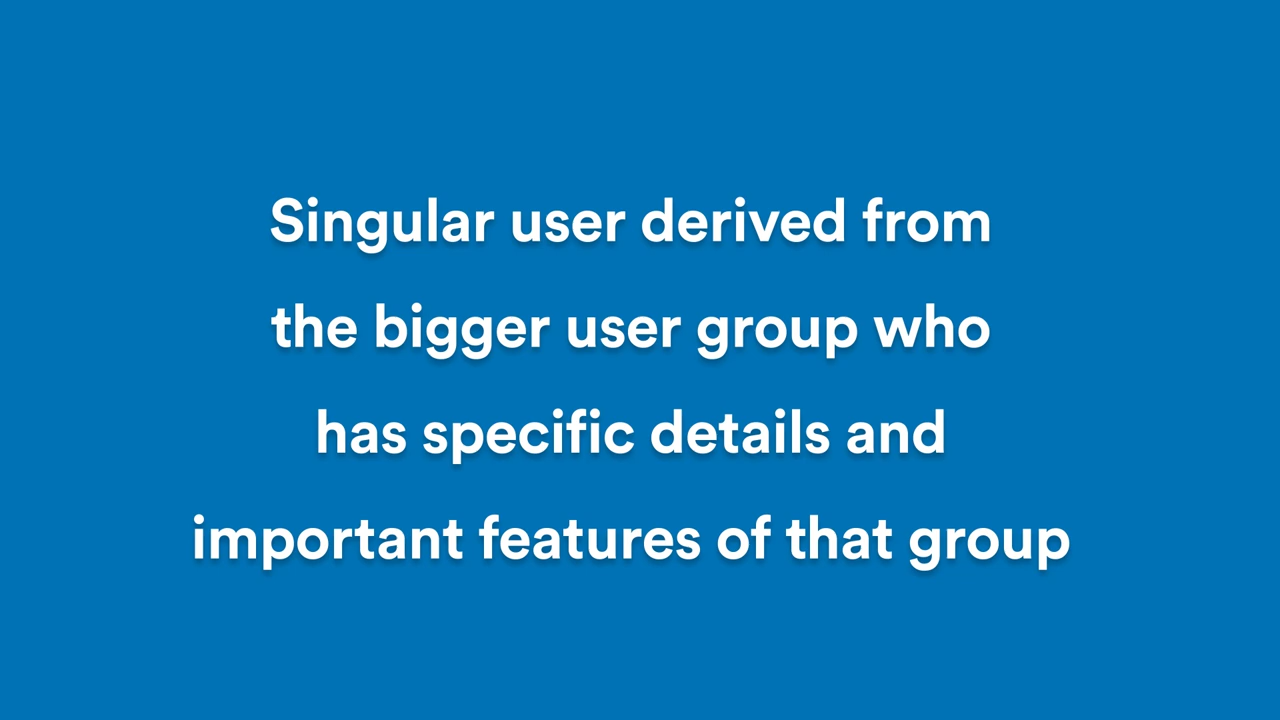 Singular user derived from
the bigger user group who
has specific details and
important features of that group